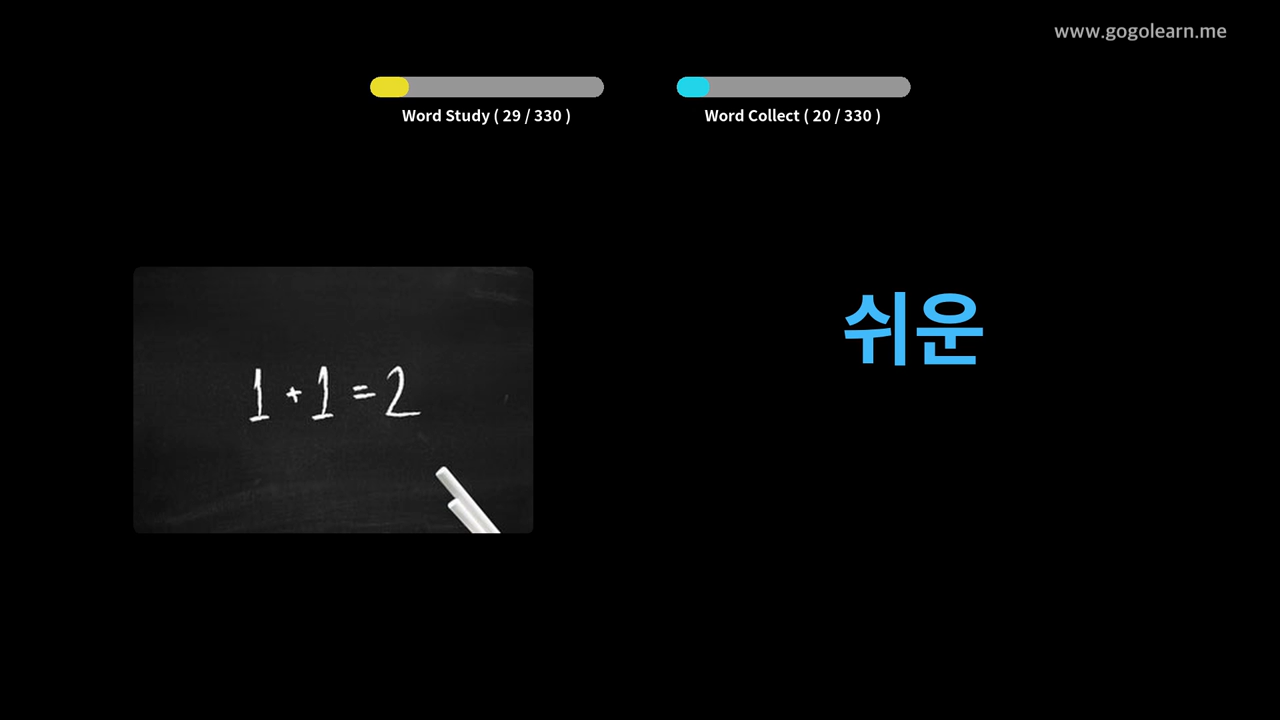 www.gogolearn.me
Word Study ( 29 / 330 )
Word Collect ( 20 / 330 )
1 + 1 = 2
쉬운